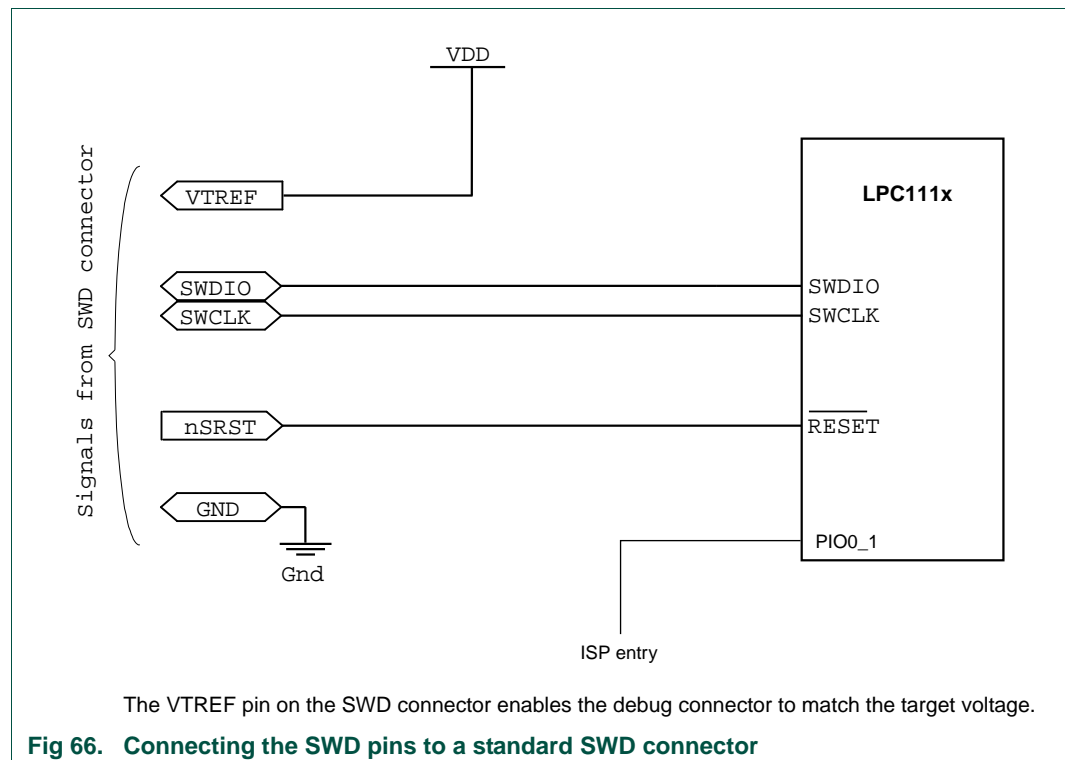 VDD
Signals from SWD connector
VTREF
LPC111x
SWDIO
SWDIO
SWCLK
SWCLK
nSRST
RESET
GND
Gnd
PIO0_1
ISP entry
The VTREF pin on the SWD connector enables the debug connector to match the target voltage.
Fig 66. Connecting the SWD pins to a standard SWD connector